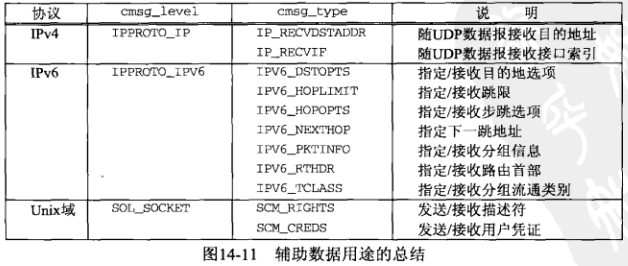 协议 cmsg_level cmsg_type 说 明
IPv4 IPPROTO_IP IP_RECVDSTADDR 随UDP数据报接收目的地址
IP_RECVIF 随UDP数据报接收接口索引
IPv6 IPPROTO_IPV6 IPV6_DSTOPTS 指定/接收目的地选项
IPV6_HOPLIMIT 指定/接收跳限
IPV6_HOPOPTS 指定/接收步跳选项
IPV6_NEXTHOP 指定下一跳地址
IPV6_PKTINFO 指定/接收分组信息
IPV6_RTHDR 指定/接收路由首部
IPV6_TCLASS 指定/接收分组流通类别
Unix域 SOL_SOCKET SCM_RIGHTS 发送/接收描述符
SCM_CREDS 发送/接收用户凭证
图14-11 辅助数据用途的总结